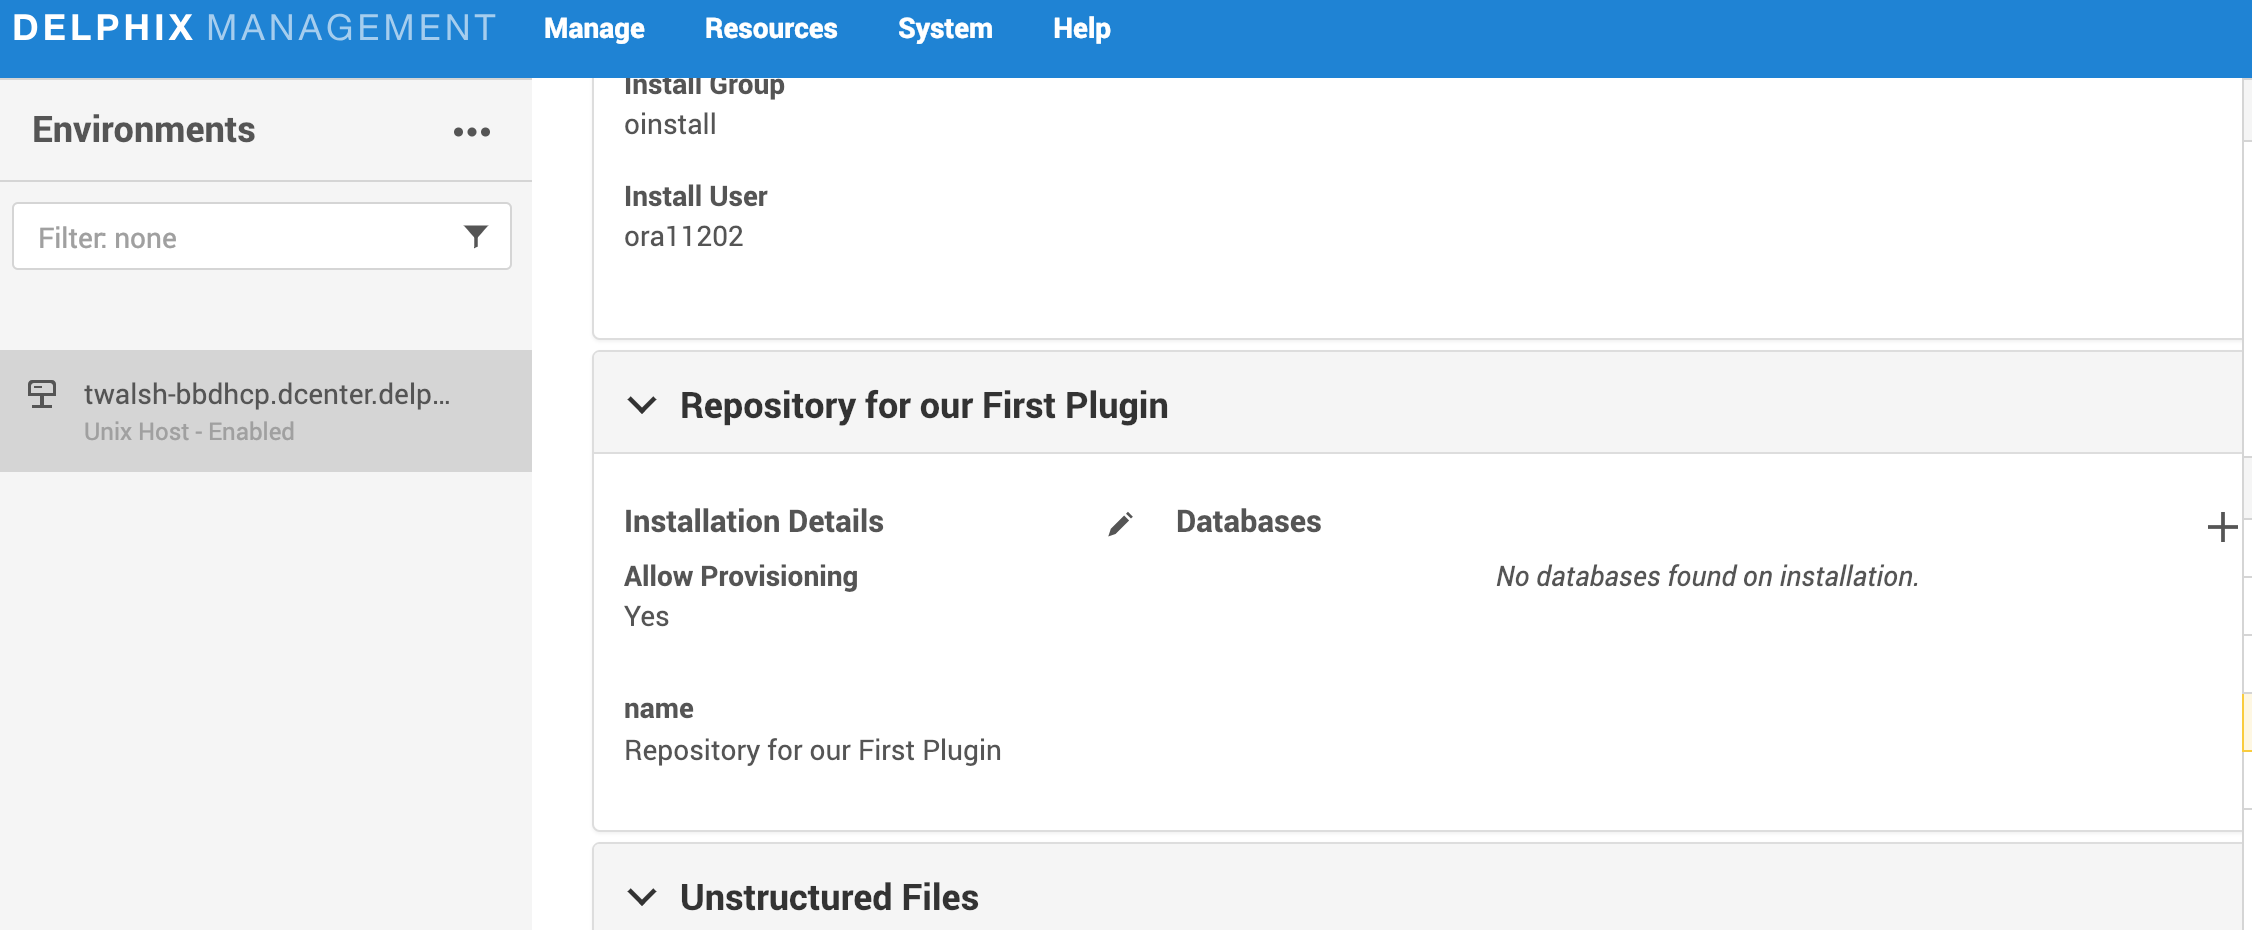 DELPHIX MANAGEMENT Manage Resources System Help
Environments
Filter: none
twalsh-bbdhcp.dcenter.delp...
Unix Host - Enabled
Install Group
oinstall
Install User
ora11202
Repository for our First Plugin
Installation Details
Allow Provisioning
Yes
name
Repository for our First Plugin
Databases
No databases found on installation.
Unstructured Files